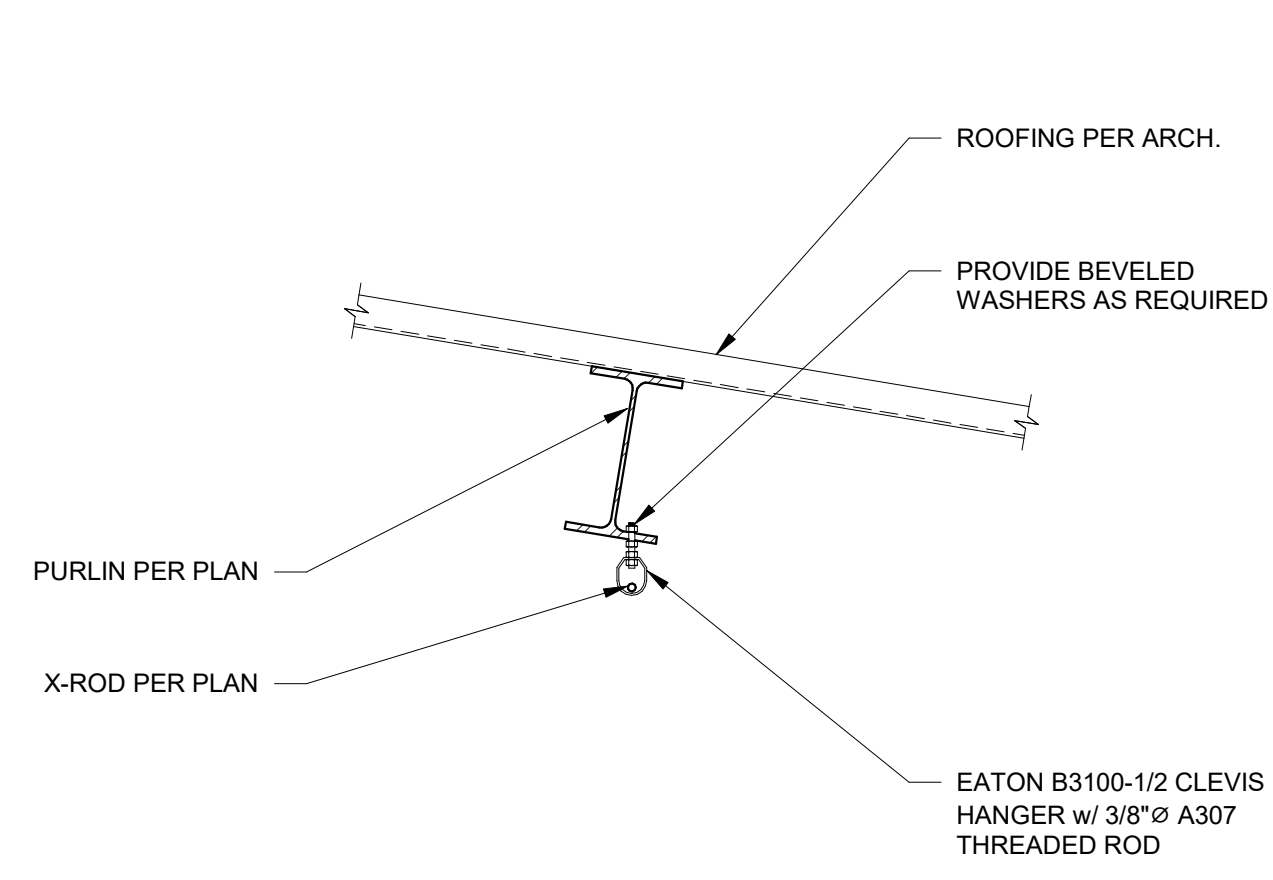 ROOFING PER ARCH.
PROVIDE BEVELED
WASHERS AS REQUIRED
PURLIN PER PLAN
X-ROD PER PLAN
EATON B3100-1/2 CLEVIS
HANGER w/ 3/8"∅ A307
THREADED ROD